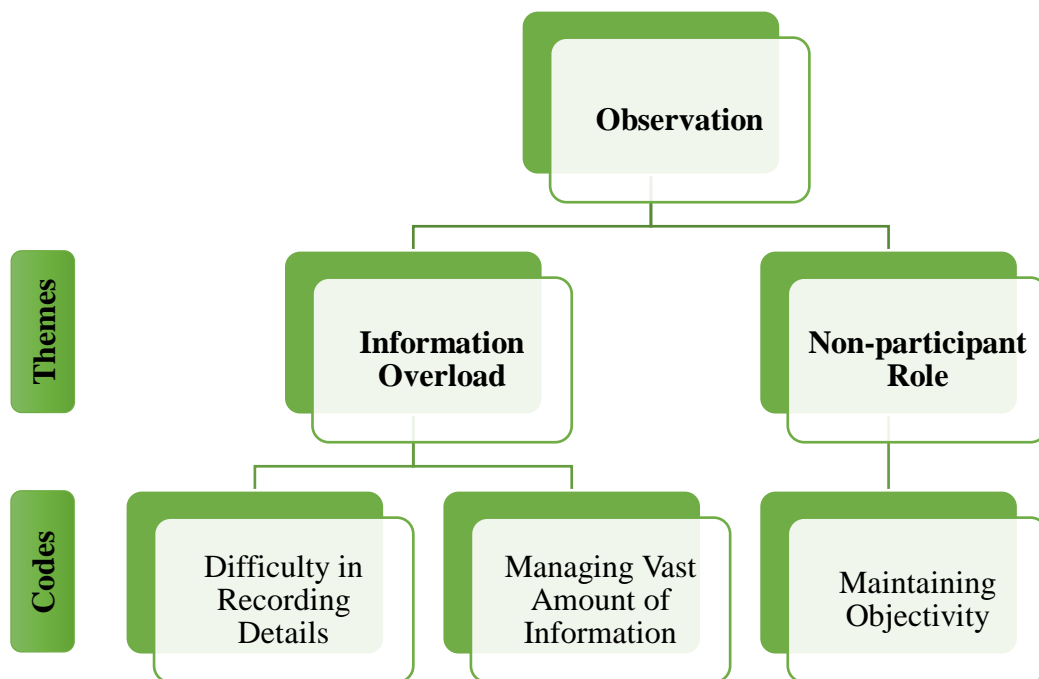 Observation
Themes
Information
Overload
Non-participant
Role
Codes
Difficulty in
Recording
Details
Managing Vast
Amount of
Information
Maintaining
Objectivity